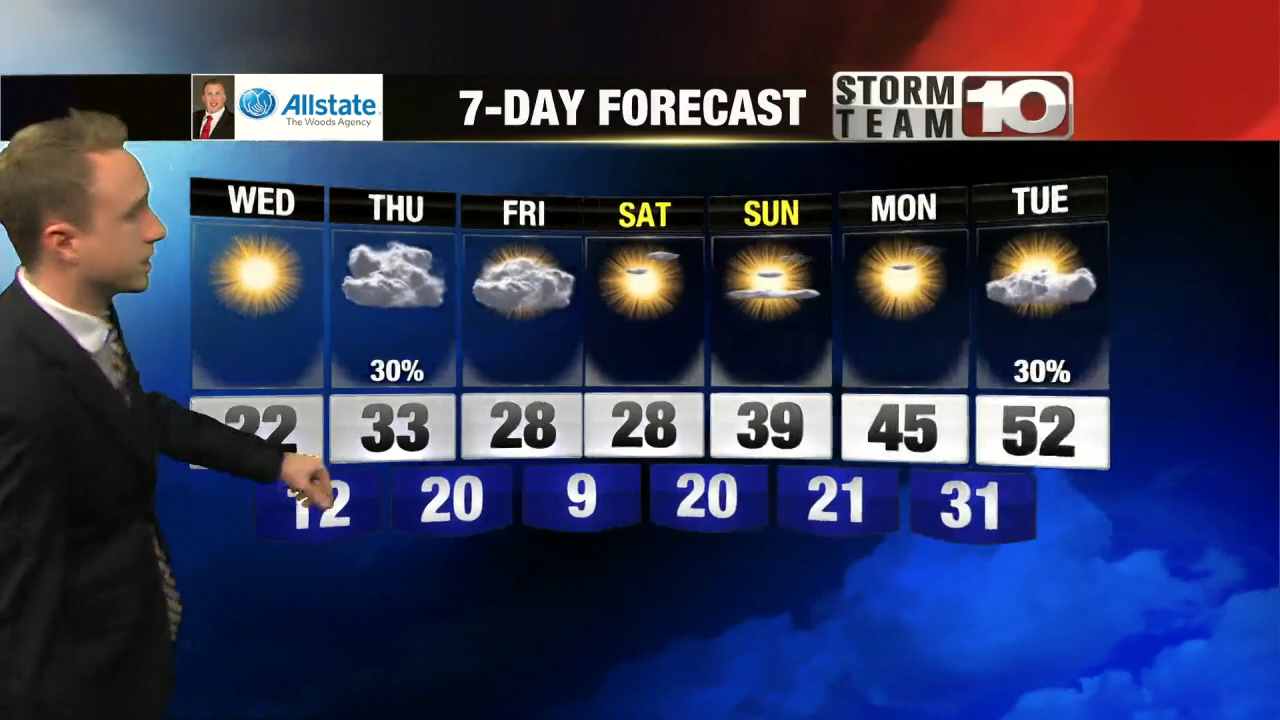 Allstate
The Woods Agency
7-DAY FORECAST
STORM
TEAM
10
WED THU FRI SAT SUN MON TUE
30% 30%
22 33 28 28 39 45 52
12 20 9 20 21 31